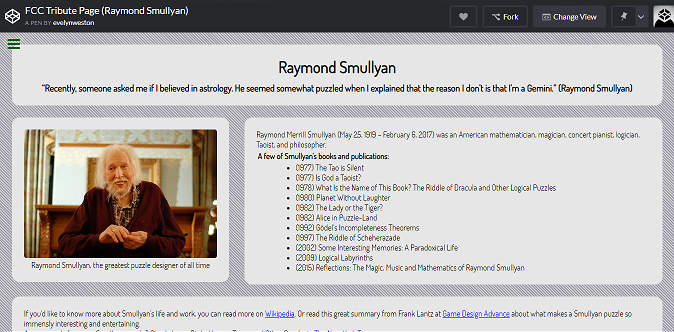 FCC Tribute Page (Raymond Smullyan)
A PEN BY evelynweston
Fork
Change View
Raymond Smullyan
"Recently, someone asked me if I believed in astrology. He seemed somewhat puzzled when I explained that the reason I don't is that I'm a Gemini." (Raymond Smullyan)
Raymond Smullyan, the greatest puzzle designer of all time
Raymond Merrill Smullyan (May 25, 1919 – February 6, 2017) was an American mathematician, magician, concert pianist, logician,
Taoist, and philosopher.
A few of Smullyan's books and publications:
(1977) The Tao is Silent
(1977) Is God a Taoist?
(1978) What Is the Name of This Book? The Riddle of Dracula and Other Logical Puzzles
(1980) Planet Without Laughter
(1982) The Lady or the Tiger?
(1982) Alice in Puzzle-Land
(1992) Gödel's Incompleteness Theorems
(1997) The Riddle of Scheherazade
(2002) Some Interesting Memories: A Paradoxical Life
(2009) Logical Labyrinths
(2015) Reflections: The Magic, Music and Mathematics of Raymond Smullyan
If you'd like to know more about Smullyan's life and work, you can read more on Wikipedia. Or read this great summary from Frank Lantz at Game Design Advance about what makes a Smullyan puzzle so
immensly interesting and entertaining.